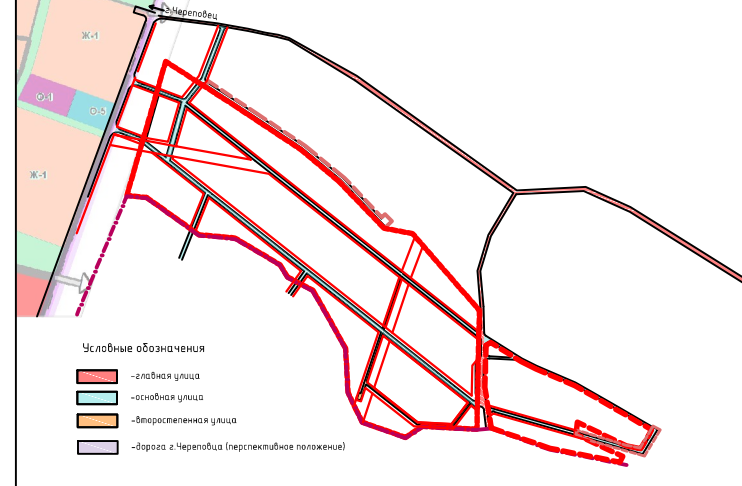 г.Череповец
Ж-1
О-1
О-5
Ж-1
Условные обозначения
-главная улица
-основная улица
-второстепенная улица
-дорога г.Череповца (перспективное положение)